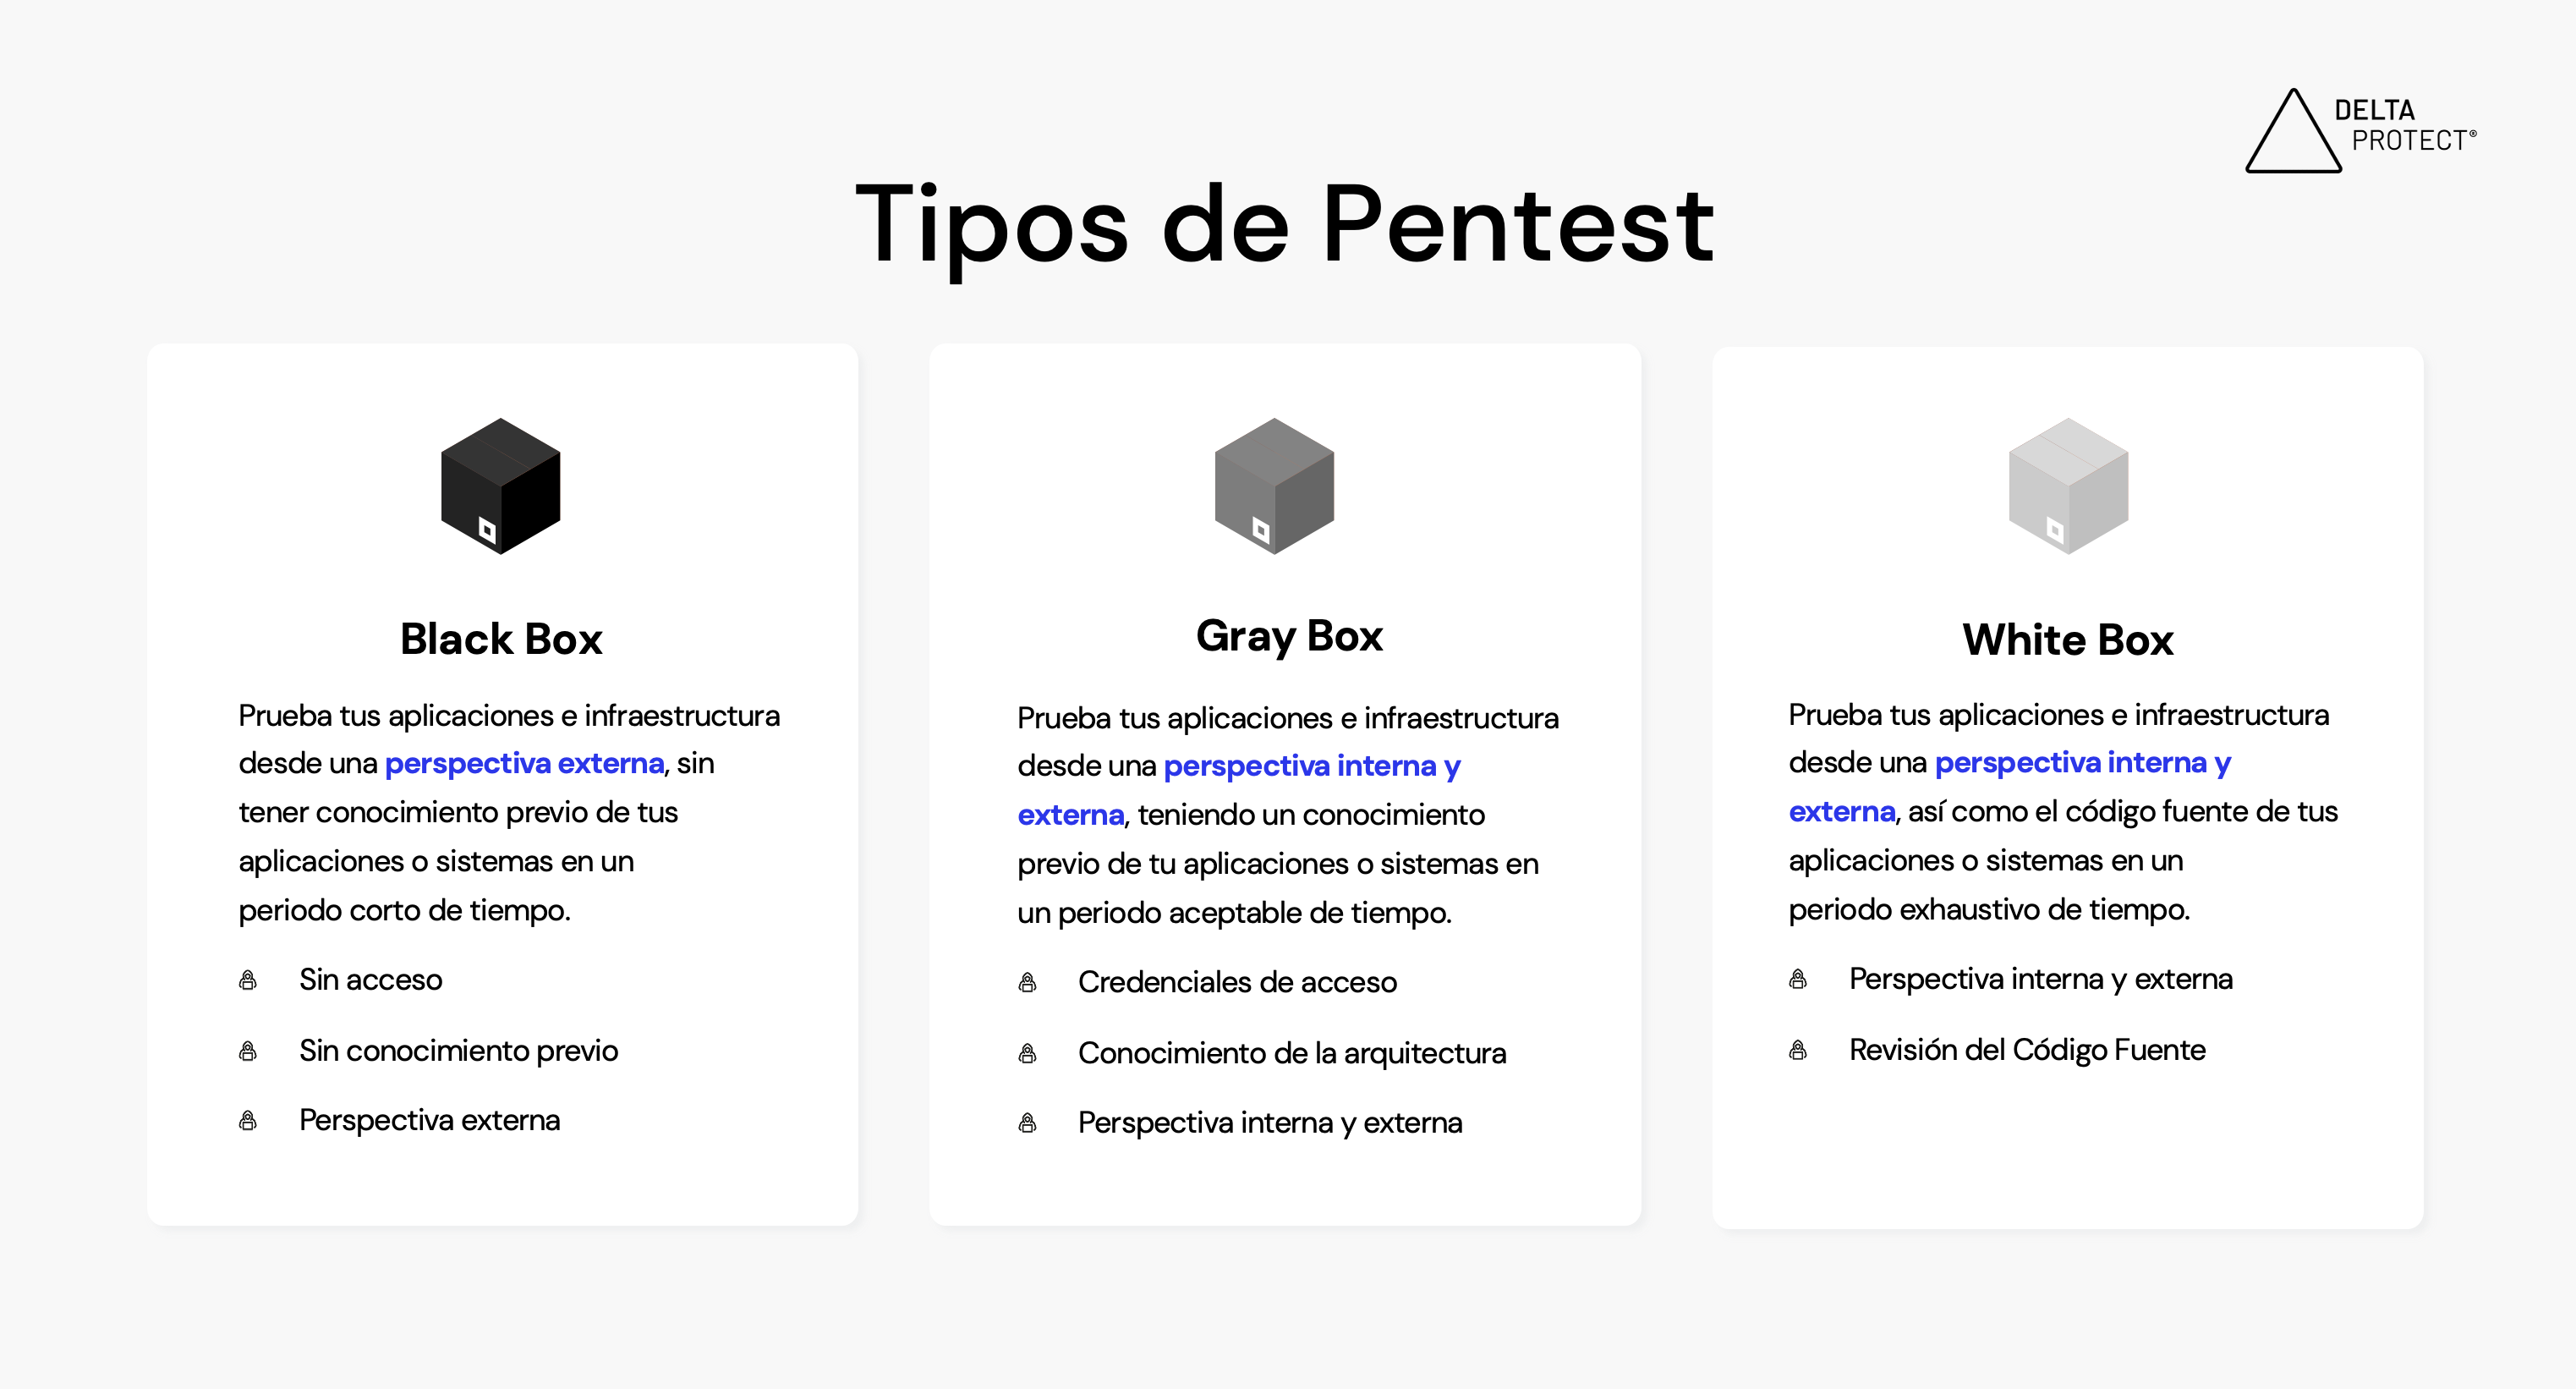 DELTA
PROTECT®
Tipos de Pentest
Black Box
Prueba tus aplicaciones e infraestructura
desde una perspectiva externa, sin
tener conocimiento previo de tus
aplicaciones o sistemas en un
periodo corto de tiempo.
Sin acceso
Sin conocimiento previo
Perspectiva externa
Gray Box
Prueba tus aplicaciones e infraestructura
desde una perspectiva interna y
externa, teniendo un conocimiento
previo de tu aplicaciones o sistemas en
un periodo aceptable de tiempo.
Credenciales de acceso
Conocimiento de la arquitectura
Perspectiva interna y externa
White Box
Prueba tus aplicaciones e infraestructura
desde una perspectiva interna y
externa, así como el código fuente de tus
aplicaciones o sistemas en un
periodo exhaustivo de tiempo.
Perspectiva interna y externa
Revisión del Código Fuente